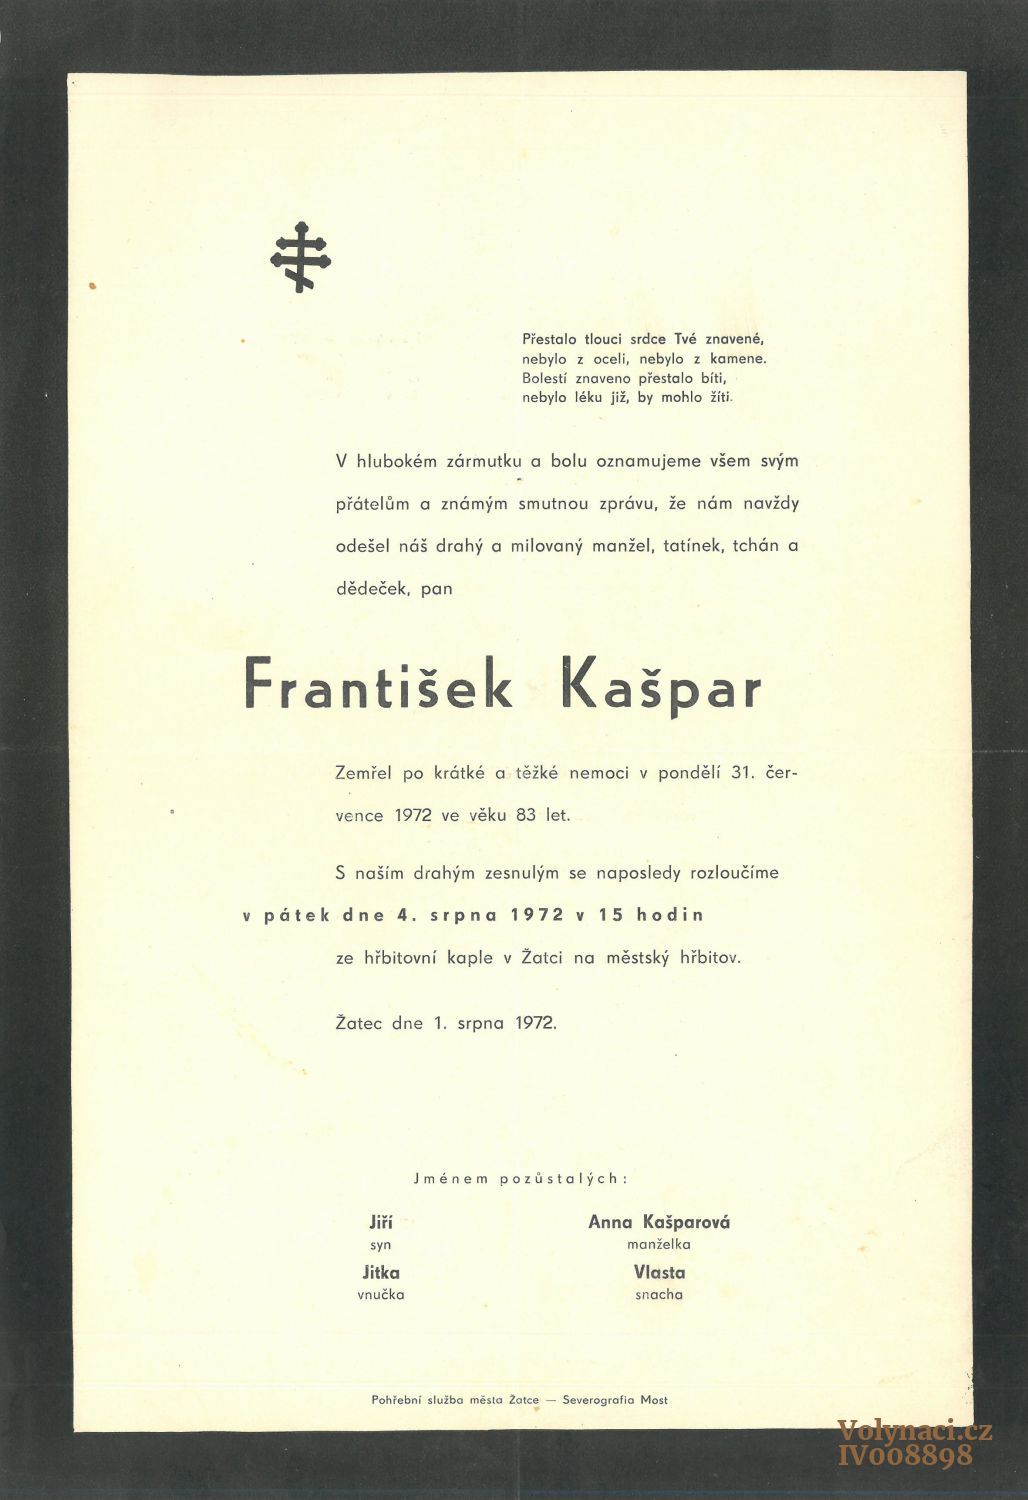 Přestalo tlouci srdce Tvé znavené,
nebylo z oceli, nebylo z kamene.
Bolestí znaveno přestalo bíti,
nebylo léku již, by mohlo žíti.
V hlubokém zármutku a bolu oznamujeme všem svým
přátelům a známým smutnou zprávu, že nám navždy
odešel náš drahý a milovaný manžel, tatínek, tchán a
dědeček, pan
František Kašpar
Zemřel po krátké a těžké nemoci v pondělí 31. čer-
vence 1972 ve věku 83 let.
S naším drahým zesnulým se naposledy rozloučíme
v pátek dne 4. srpna 1972 v 15 hodin
ze hřbitovní kaple v Žatci na městský hřbitov.
Žatec dne 1. srpna 1972.
Jménem pozůstalých:
Jiří
syn
Jitka
vnučka
Anna Kašparová
manželka
Vlasta
snacha
Pohřební služba města Žatce — Severografia Most
Volynaci.cz
IV008898